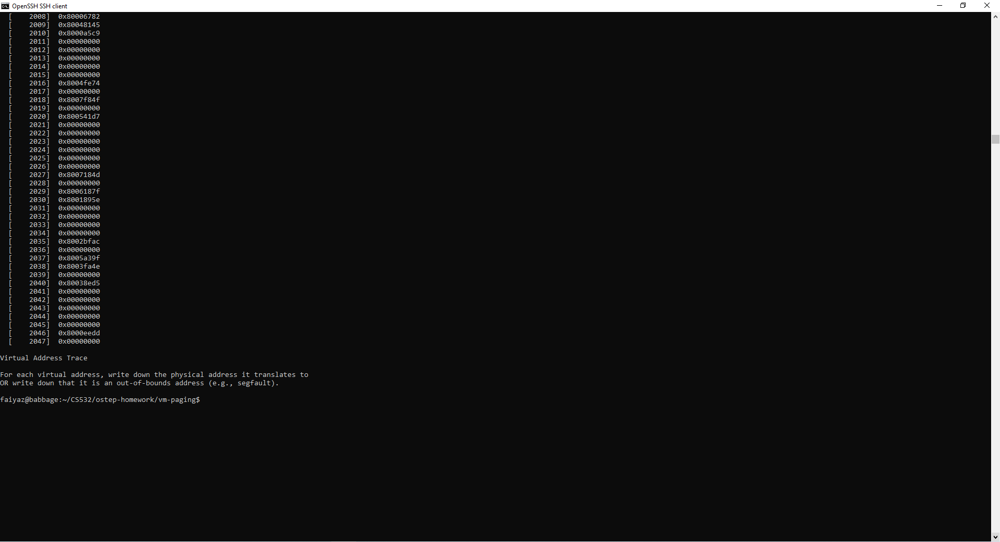 OpenSSH SSH client
[    2008]  0x80006782
[    2009]  0x80048145
[    2010]  0x8000a5c9
[    2011]  0x00000000
[    2012]  0x00000000
[    2013]  0x00000000
[    2014]  0x00000000
[    2015]  0x00000000
[    2016]  0x8004fe74
[    2017]  0x00000000
[    2018]  0x8007f84f
[    2019]  0x00000000
[    2020]  0x800541d7
[    2021]  0x00000000
[    2022]  0x00000000
[    2023]  0x00000000
[    2024]  0x00000000
[    2025]  0x00000000
[    2026]  0x00000000
[    2027]  0x8007184d
[    2028]  0x00000000
[    2029]  0x8006187f
[    2030]  0x8001895e
[    2031]  0x00000000
[    2032]  0x00000000
[    2033]  0x00000000
[    2034]  0x00000000
[    2035]  0x8002bfac
[    2036]  0x00000000
[    2037]  0x8005a39f
[    2038]  0x8003fa4e
[    2039]  0x00000000
[    2040]  0x80038ed5
[    2041]  0x00000000
[    2042]  0x00000000
[    2043]  0x00000000
[    2044]  0x00000000
[    2045]  0x00000000
[    2046]  0x8000eedd
[    2047]  0x00000000
Virtual Address Trace
For each virtual address, write down the physical address it translates to
OR write down that it is an out-of-bounds address (e.g., segfault).
faiyaz@babbage:~/CS532/ostep-homework/vm-paging$